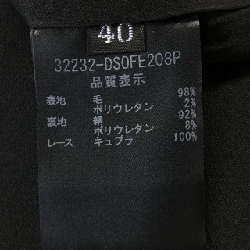 40
32232-DS0FE208P
品質表示
表地 毛 98%
ポリウレタン 2%
裏地 絹 92%
ポリウレタン 8%
レース キュプラ 100%